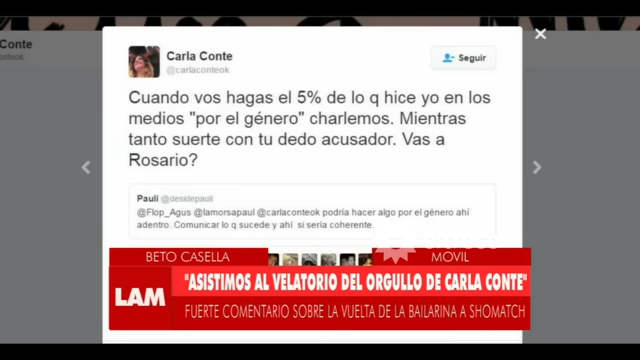 Conte
conteok
Carla Conte
@carlaconteok
Seguir
Cuando vos hagas el 5% de lo q hice yo en los
medios "por el género" charlemos. Mientras
tanto suerte con tu dedo acusador. Vas a
Rosario?
Pauli @desidepauli
@Flop_Agus @lamorsapaul @carlaconteok podría hacer algo por el género ahí
adentro. Comunicar lo q sucede y ahí si sería coherente.
BETO CASELLA
MOVIL
LAM
"ASISTIMOS AL VELATORIO DEL ORGULLO DE CARLA CONTE"
FUERTE COMENTARIO SOBRE LA VUELTA DE LA BAILARINA A SHOMATCH